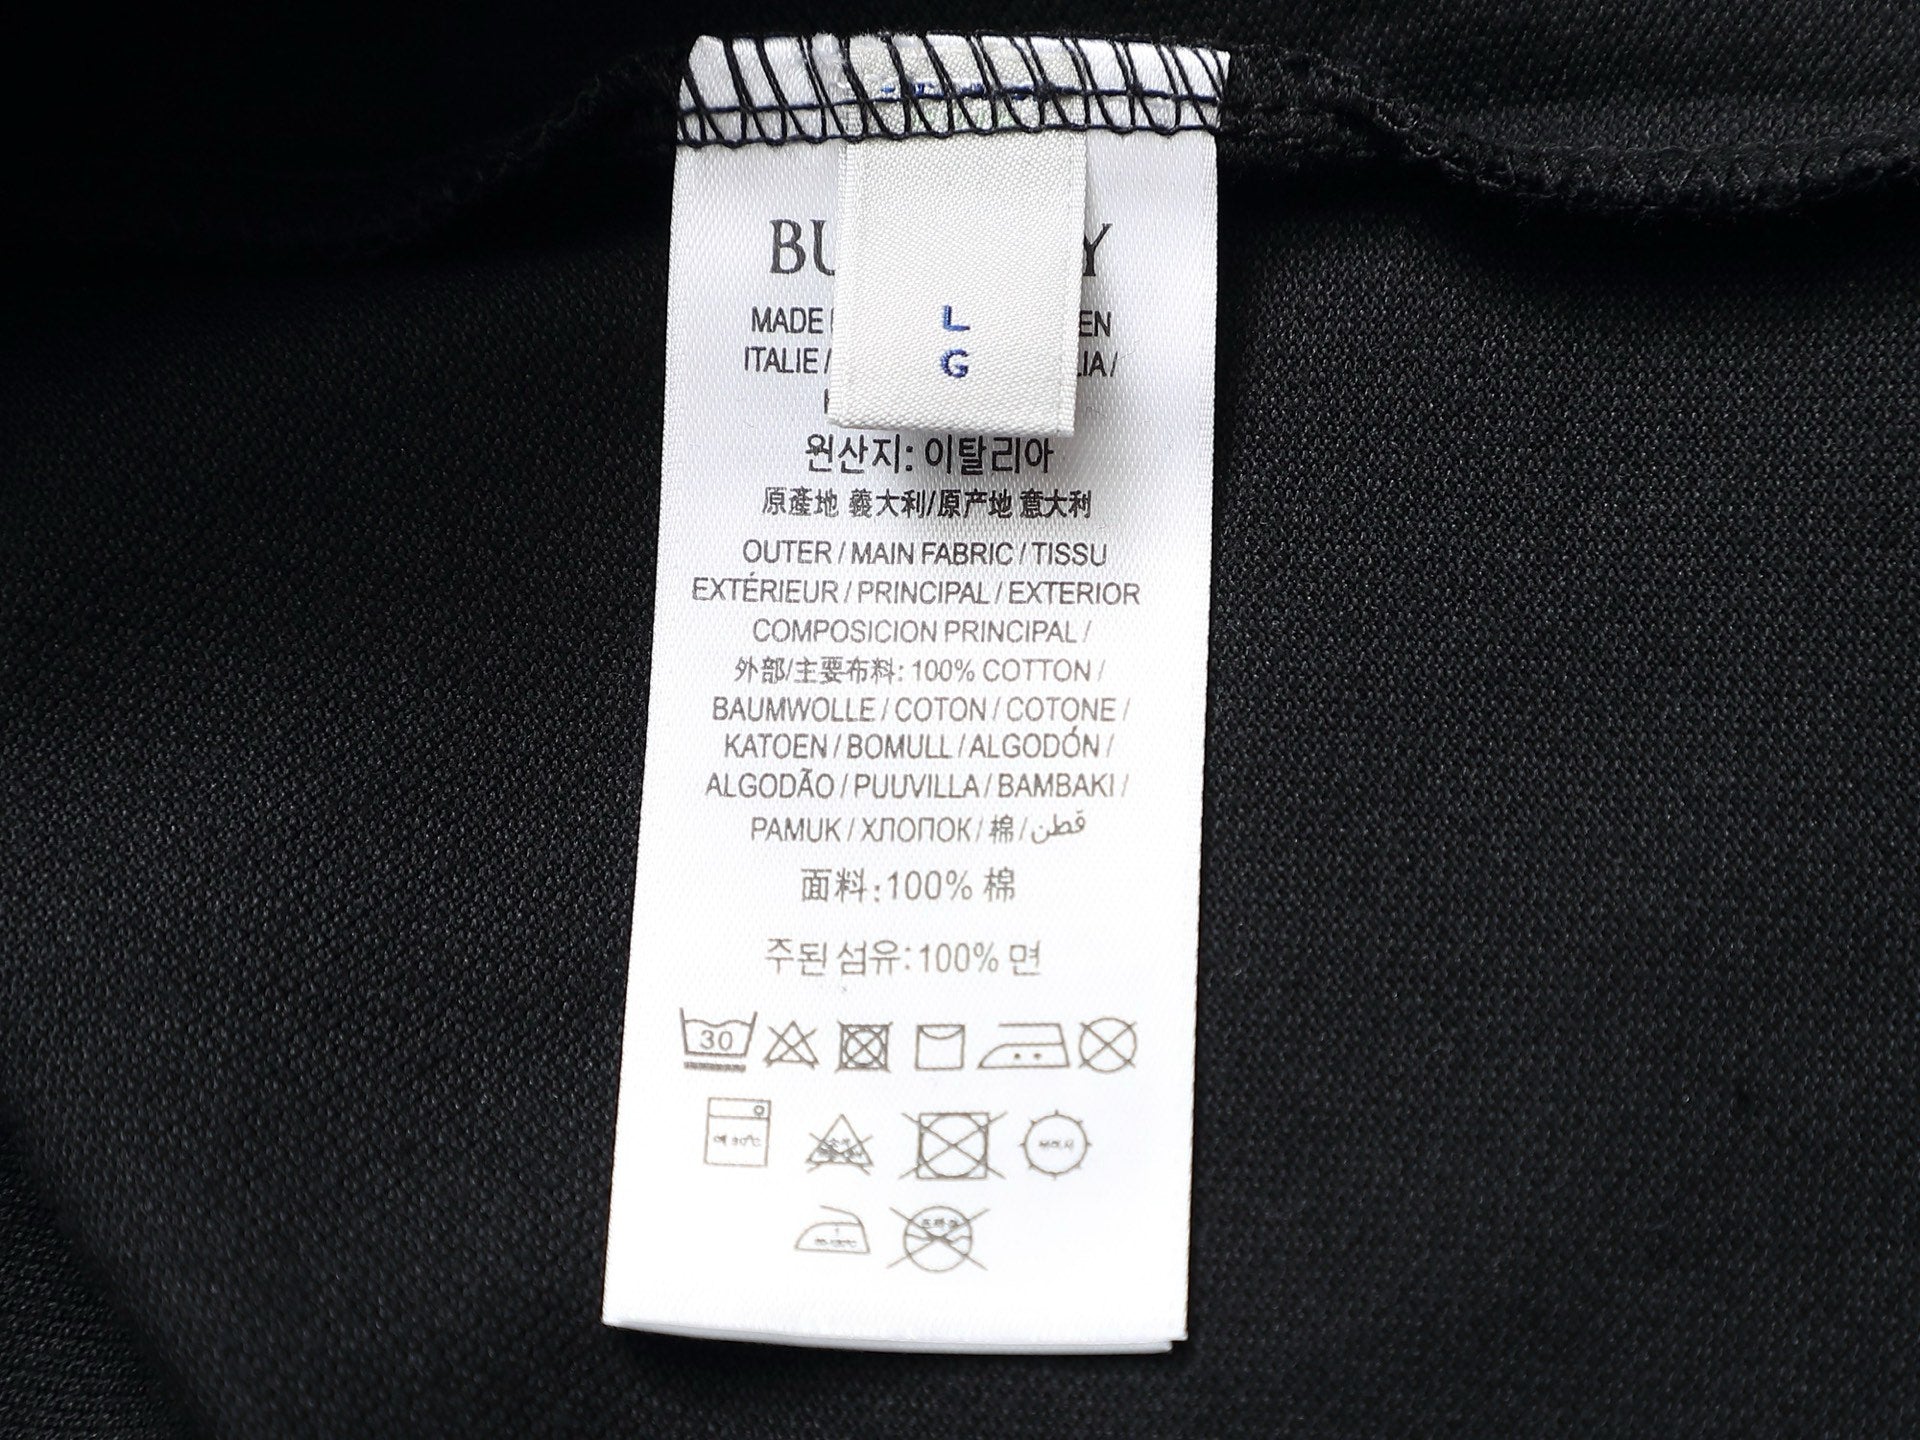 BU Y
L
MADE EN
G
ITALIE / LIA /
원산지: 이탈리아
原產地 義大利/原产地 意大利
OUTER / MAIN FABRIC / TISSU
EXTÉRIEUR / PRINCIPAL / EXTERIOR
COMPOSICION PRINCIPAL /
外部/主要布料: 100% COTTON /
BAUMWOLLE / COTON / COTONE /
KATOEN / BOMULL / ALGODÓN /
ALGODÃO / PUUVILLA / BAMBAKI /
PAMUK / ХЛОПОК / 棉 / قطن
面料: 100% 棉
주된 섬유: 100% 면
30